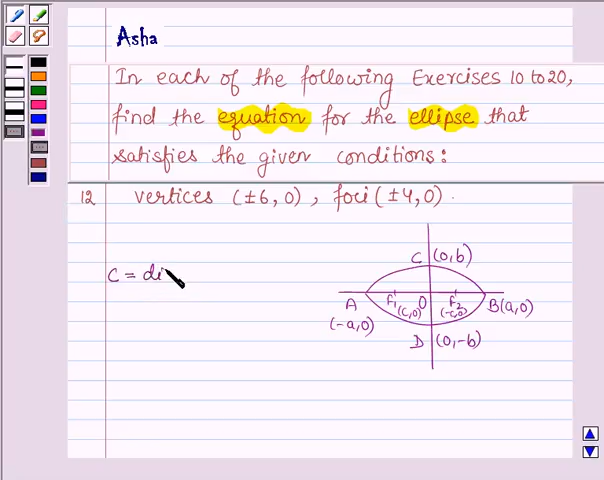 Asha
In each of the following Exercises 10 to 20,
find the equation for the ellipse that
satisfies the given conditions:
12 vertices (±6, 0), foci (±4, 0).
C (0, b)
C = di
A F1 O F2 B(a, 0)
(C, 0) (-c, 0)
(-a, 0)
D (0, -b)